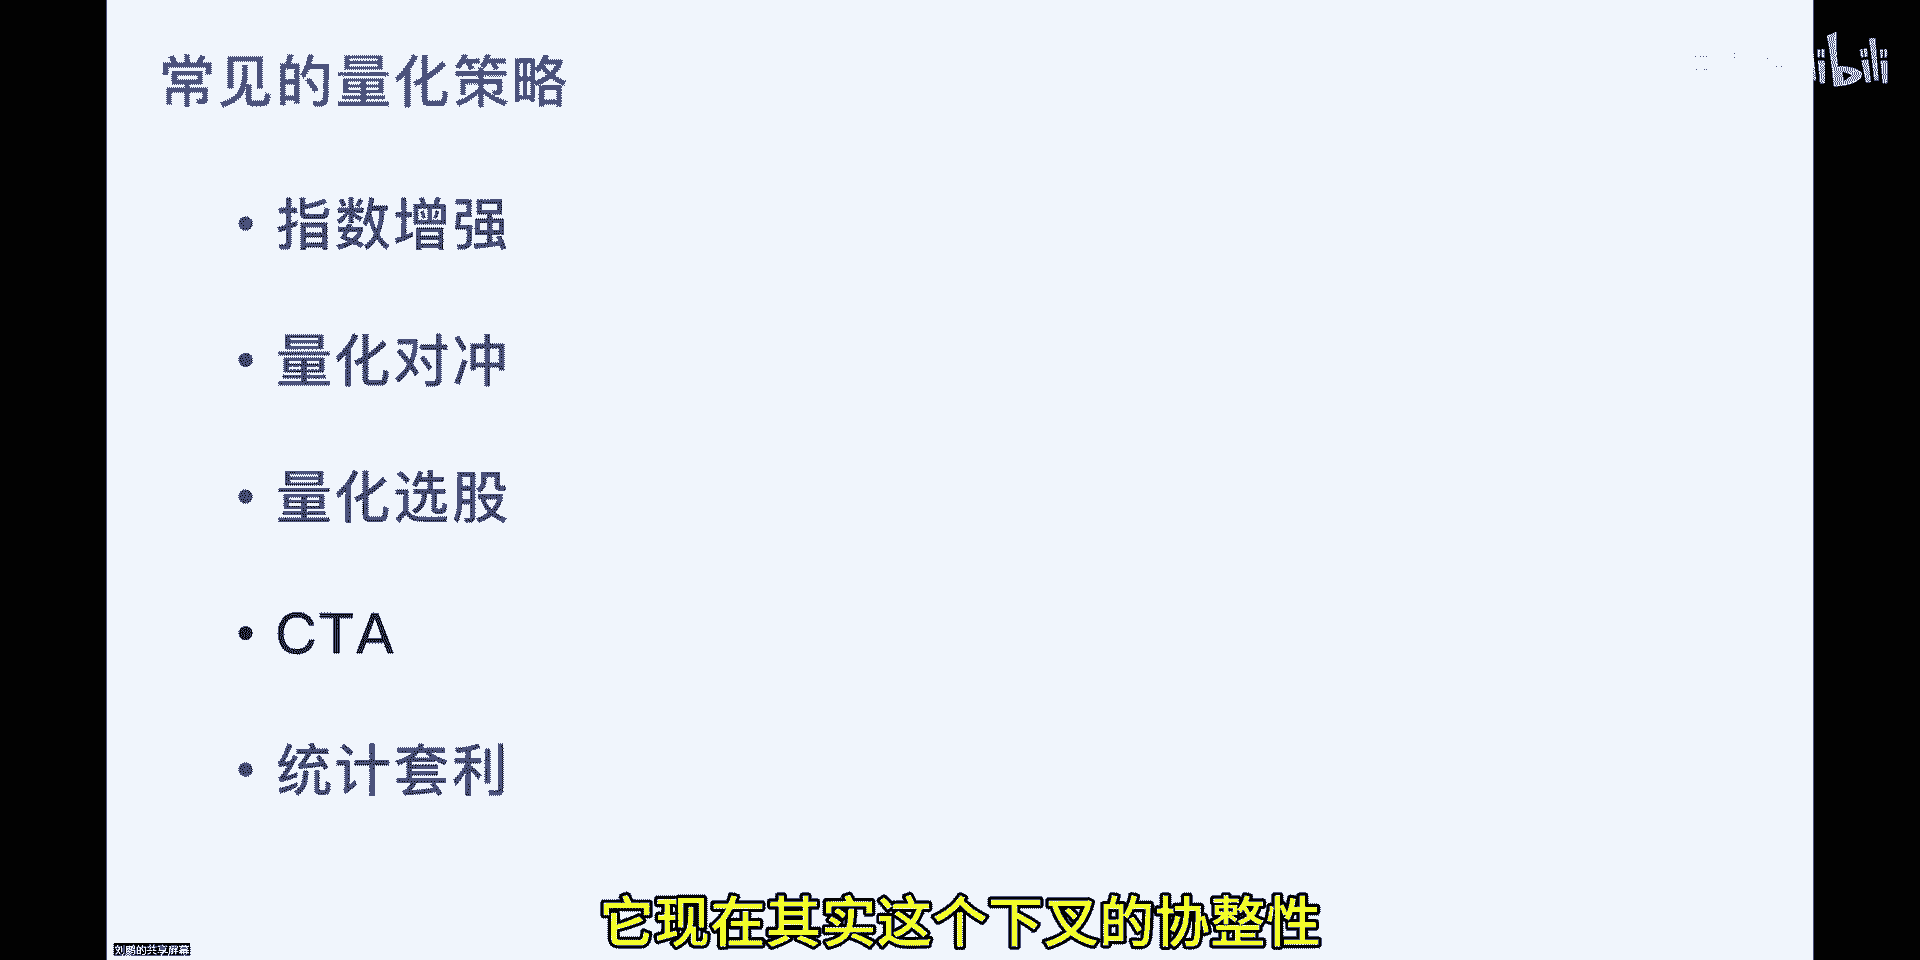 常见的量化策略
• 指数增强
• 量化对冲
• 量化选股
• CTA
• 统计套利
它现在其实这个下叉的协整性
刘鹏的共享屏幕